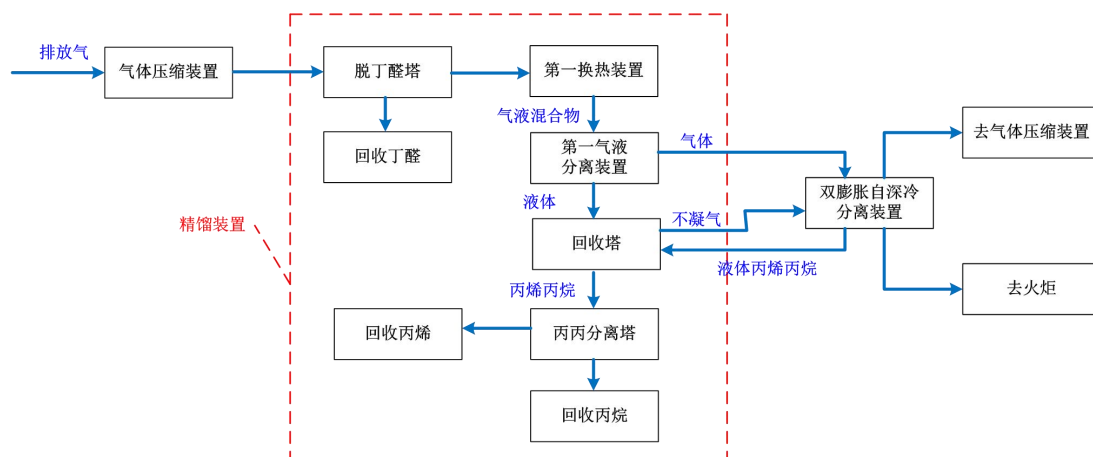 排放气
气体压缩装置
脱丁醛塔
第一换热装置
气液混合物
回收丁醛
第一气液
分离装置
气体
去气体压缩装置
双膨胀自深冷
分离装置
液体
精馏装置
回收塔
不凝气
液体丙烯丙烷
丙烯丙烷
去火炬
回收丙烯
丙丙分离塔
回收丙烷